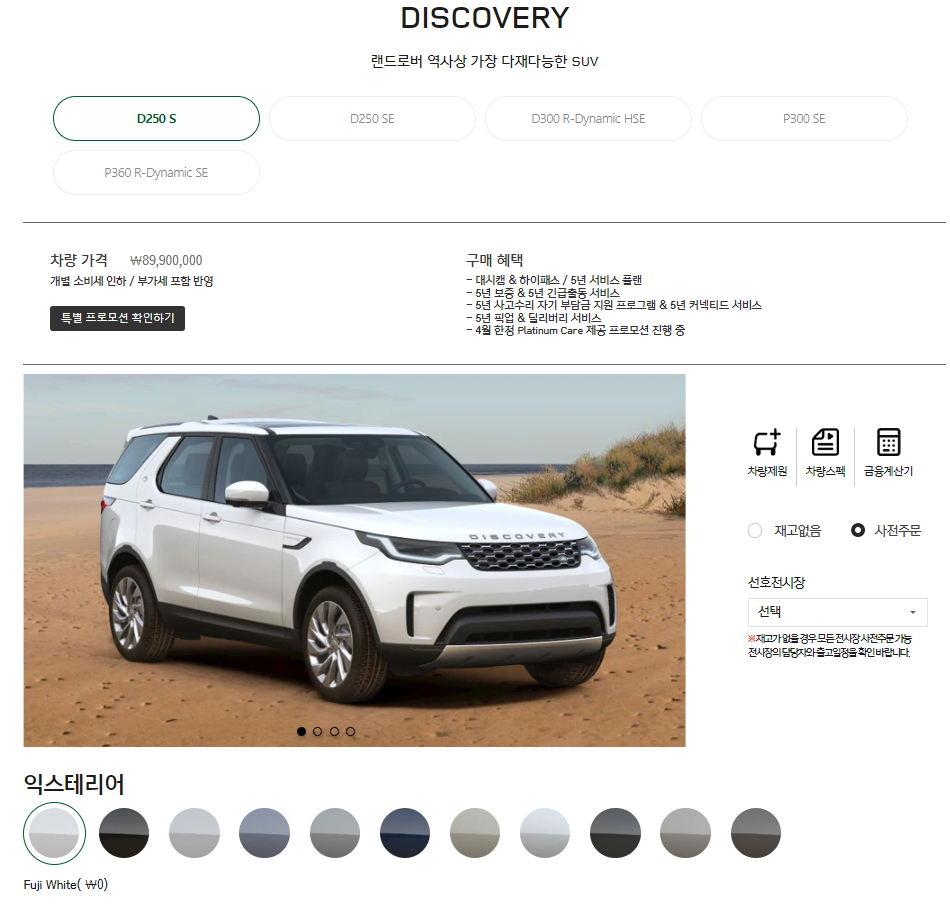 DISCOVERY
랜드로버 역사상 가장 다재다능한 SUV
D250 S
D250 SE
D300 R-Dynamic HSE
P300 SE
P360 R-Dynamic SE
차량 가격 ₩89,900,000
개별 소비세 인하 / 부가세 포함 반영
특별 프로모션 확인하기
구매 혜택
- 대시캠 & 하이패스 / 5년 서비스 플랜
- 5년 보증 & 5년 긴급출동 서비스
- 5년 사고수리 자기 부담금 지원 프로그램 & 5년 커넥티드 서비스
- 5년 픽업 & 딜리버리 서비스
- 4월 한정 Platinum Care 제공 프로모션 진행 중
DISCOVERY
차량제원
차량스펙
금융계산기
재고없음
사전주문
선호전시장
선택
※재고가 없을 경우 모든 전시장 사전주문 가능
전시장의 담당자와 출고일정을 확인 바랍니다.
익스테리어
Fuji White( ₩0)